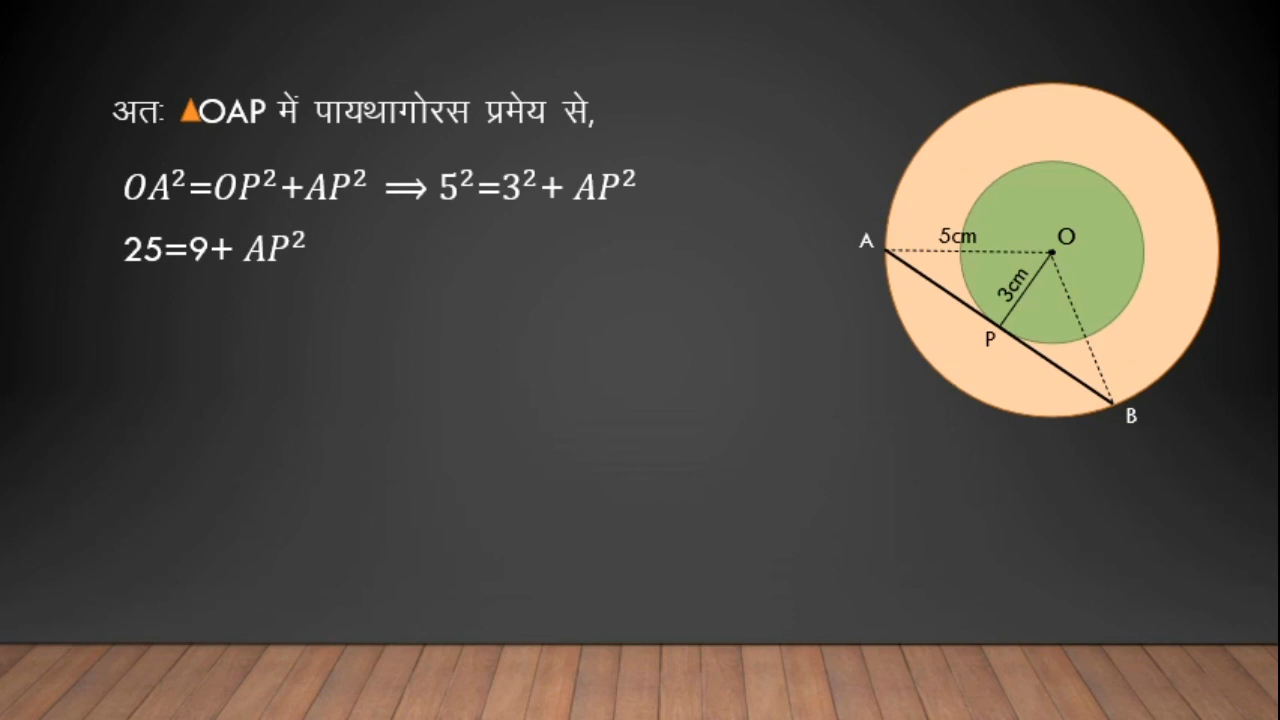 अतः ▲OAP में पायथागोरस प्रमेय से,
OA²=OP²+AP² ⟹ 5²=3²+ AP²
25=9+ AP²
A
5cm
O
3cm
P
B